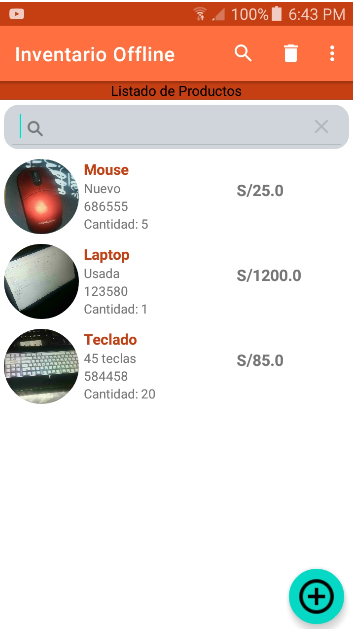 100% 6:43 PM
Inventario Offline
Listado de Productos
Mouse
Nuevo
686555
Cantidad: 5
S/25.0
Laptop
Usada
123580
Cantidad: 1
S/1200.0
Teclado
45 teclas
584458
Cantidad: 20
S/85.0